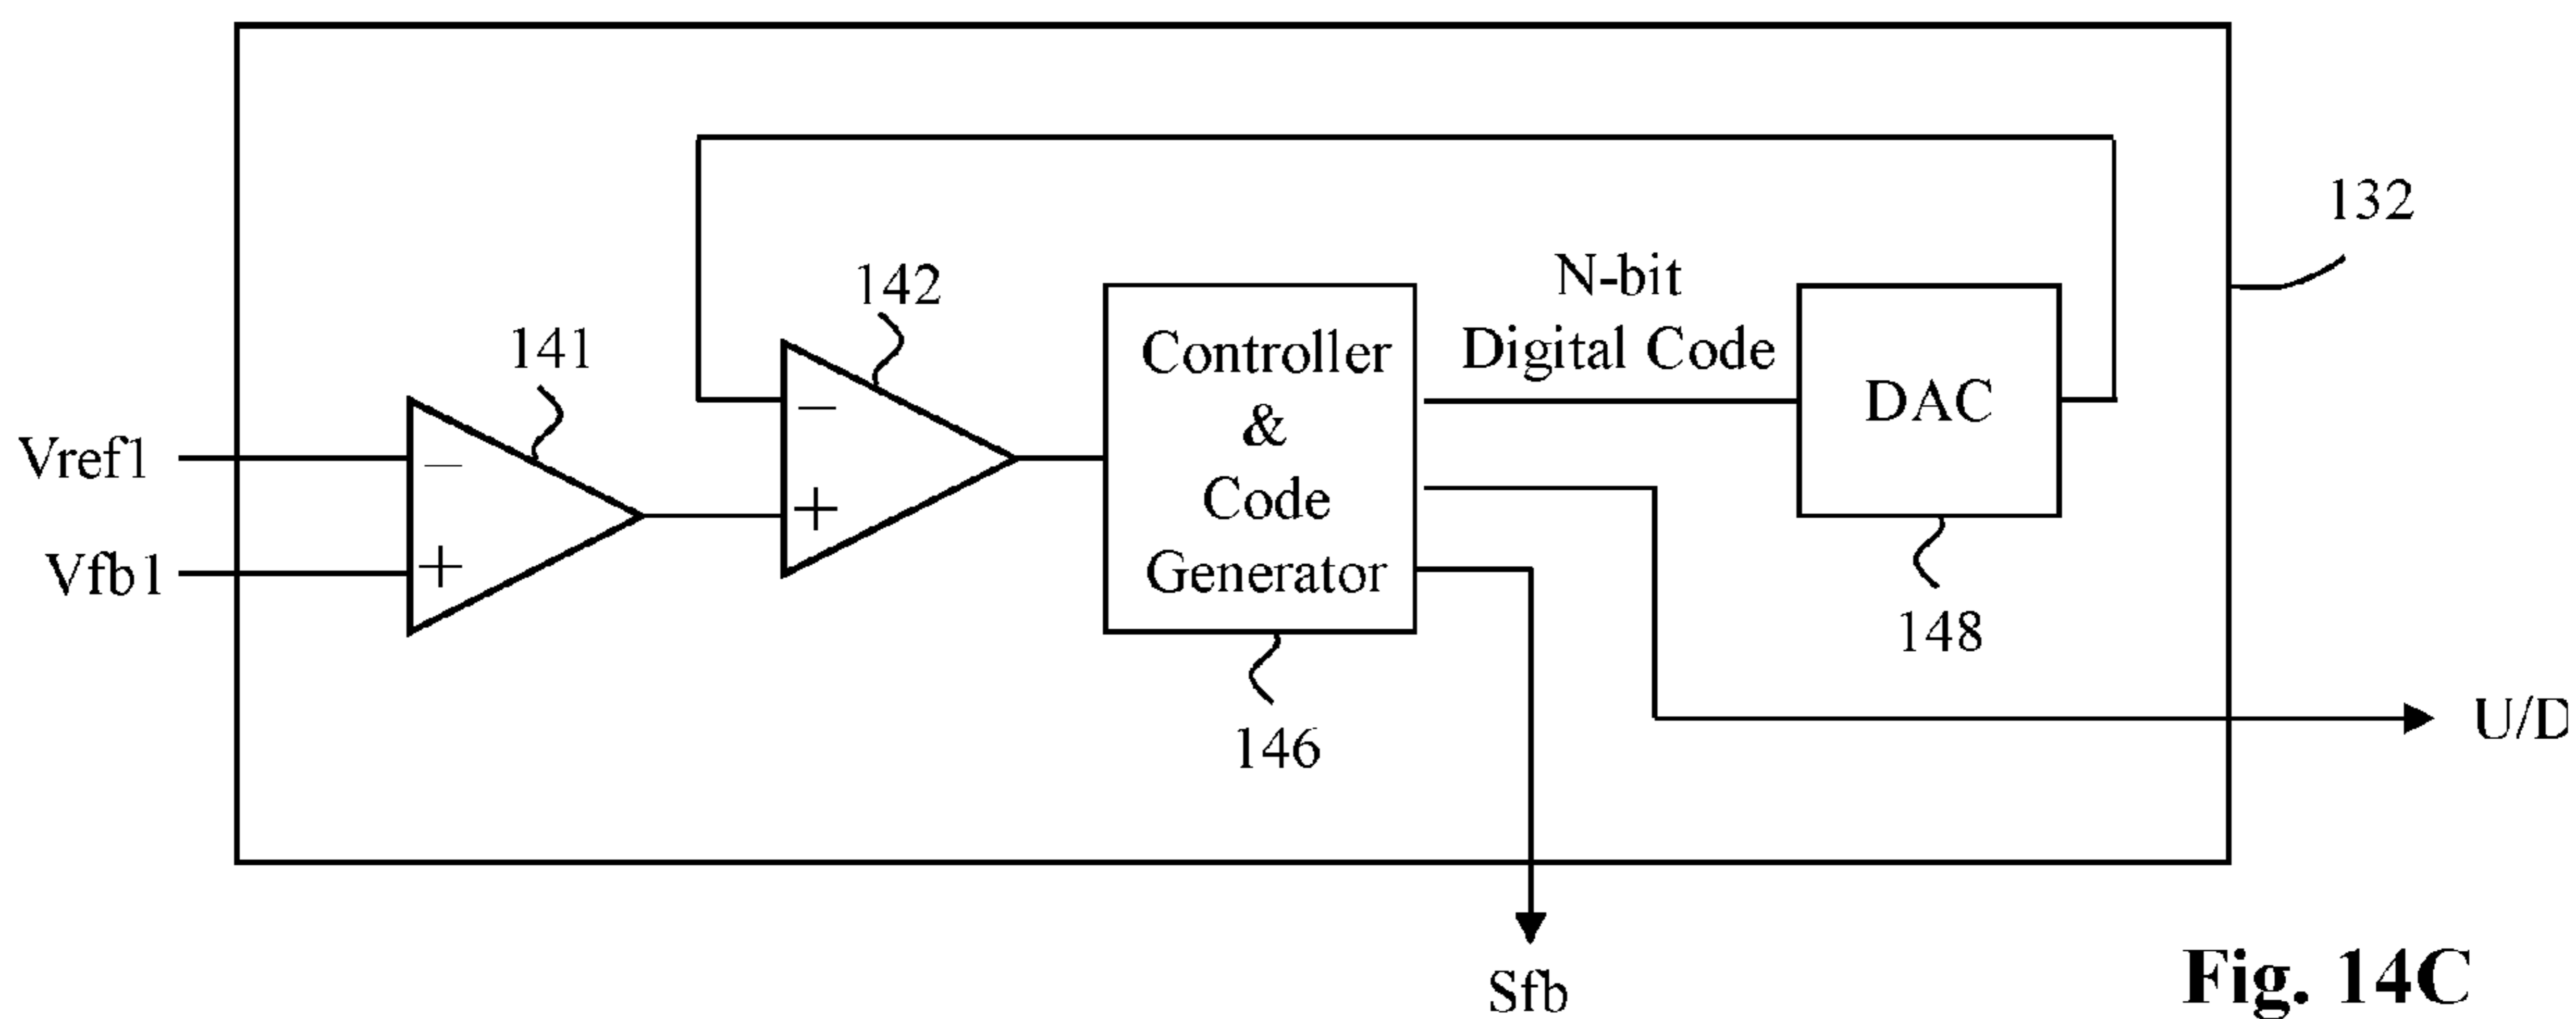 132
N-bit
Digital Code
142
141
Controller
&
Code
Generator
DAC
−
+
−
+
Vref1
Vfb1
148
146
U/D
Sfb
Fig. 14C